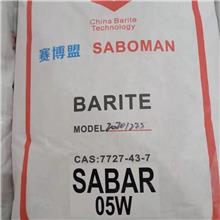 China Barite
Technology
赛博盟 SABOMAN
BARITE
MODEL:
CAS:7727-43-7
SABAR
05W